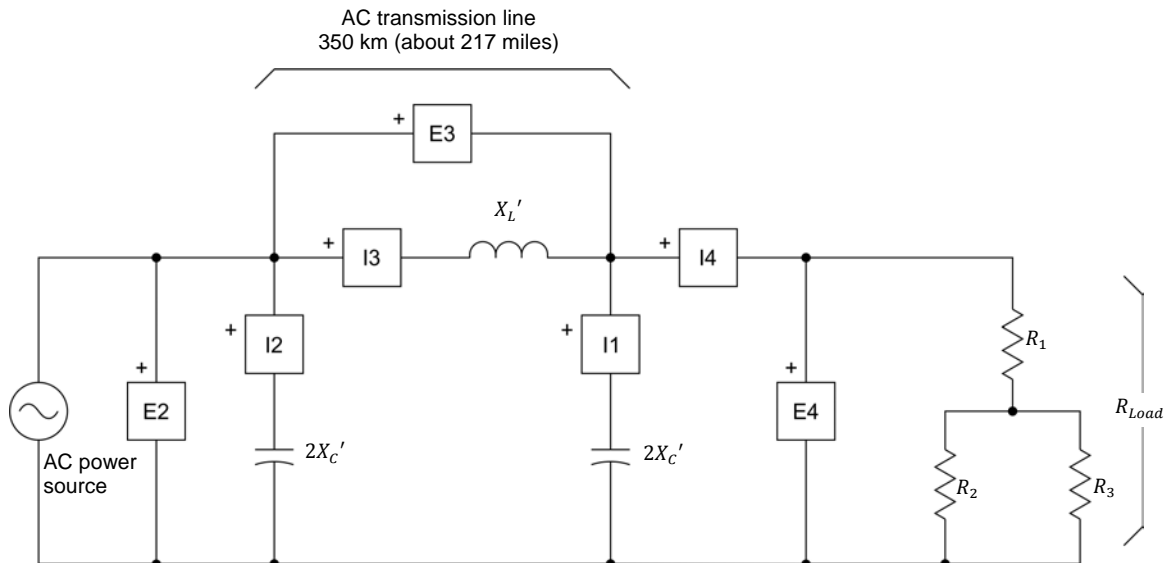 AC transmission line
350 km (about 217 miles)
+
E3
X_L'
+
I3
+
I4
+
I2
+
I1
R_1
+
E2
+
E4
R_Load
2X_C'
2X_C'
AC power
source
R_2
R_3